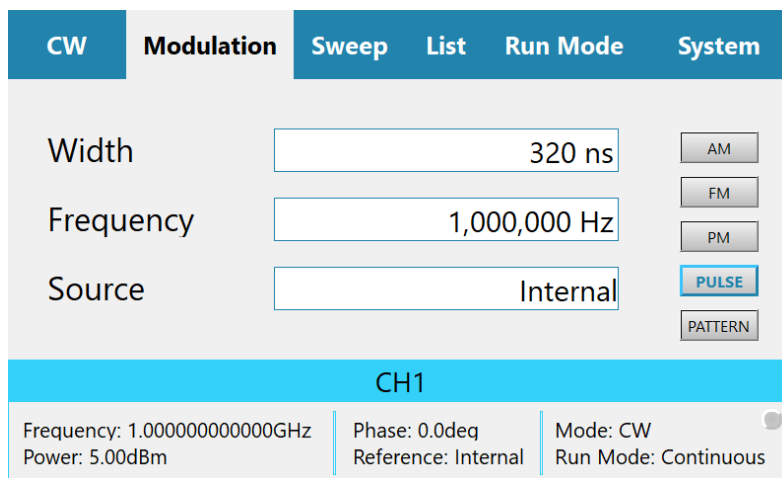 CW Modulation Sweep List Run Mode System
Width 320 ns AM
FM
Frequency 1,000,000 Hz
PM
Source Internal PULSE
PATTERN
CH1
Frequency: 1.000000000000GHz Phase: 0.0deg Mode: CW
Power: 5.00dBm Reference: Internal Run Mode: Continuous